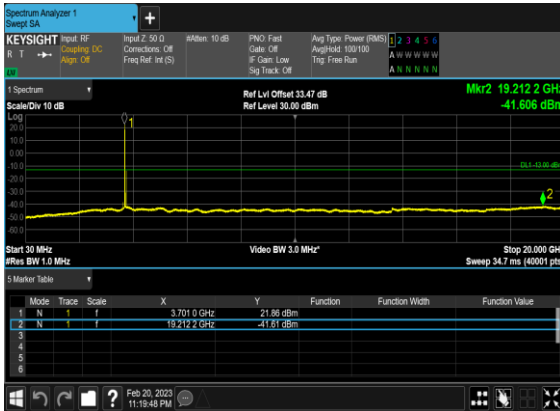 Spectrum Analyzer 1
Swept SA
+
KEYSIGHT Input: RF Input Z: 50 Ω #Atten: 10 dB PNO: Fast Avg Type: Power (RMS) 1 2 3 4 5 6
R T Coupling: DC Corrections: Off Gate: Off Avg|Hold: 100/100 A W W W W W
Align: Off Freq Ref: Int (S) IF Gain: Low Trig: Free Run
Sig Track: Off A N N N N N
1 Spectrum Ref Lvl Offset 33.47 dB Mkr2 19.212 2 GHz
Scale/Div 10 dB Ref Level 30.00 dBm -41.606 dBm
Log
1
20.0
10.0
0.00
-10.0
DL1 -13.00 dBm
-20.0
-30.0
-40.0
2
-50.0
-60.0
Start 30 MHz Video BW 3.0 MHz* Stop 20.000 GHz
#Res BW 1.0 MHz Sweep 34.7 ms (40001 pts)
5 Marker Table
Mode Trace Scale X Y Function Function Width Function Value
1 N 1 f 3.701 0 GHz 21.86 dBm
2 N 1 f 19.212 2 GHz -41.61 dBm
3
4
5
6
? Feb 20, 2023
11:19:48 PM